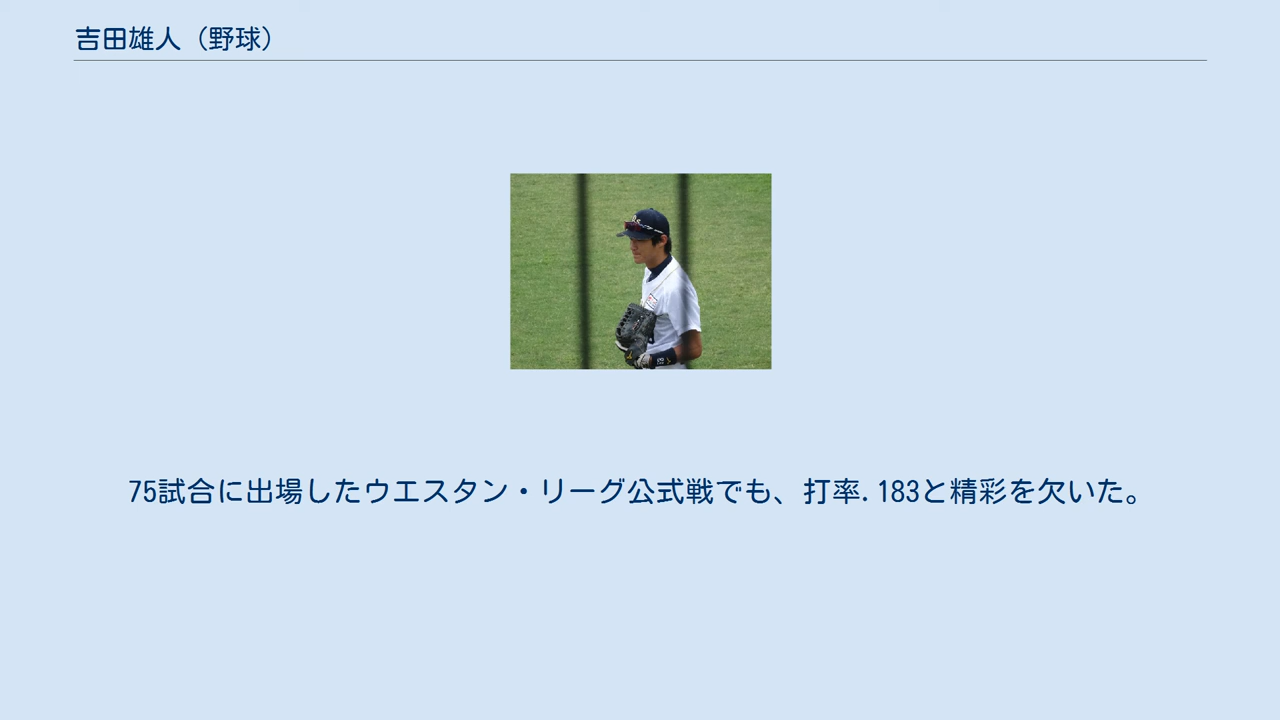 吉田雄人（野球）
75試合に出場したウエスタン・リーグ公式戦でも、打率.183と精彩を欠いた。